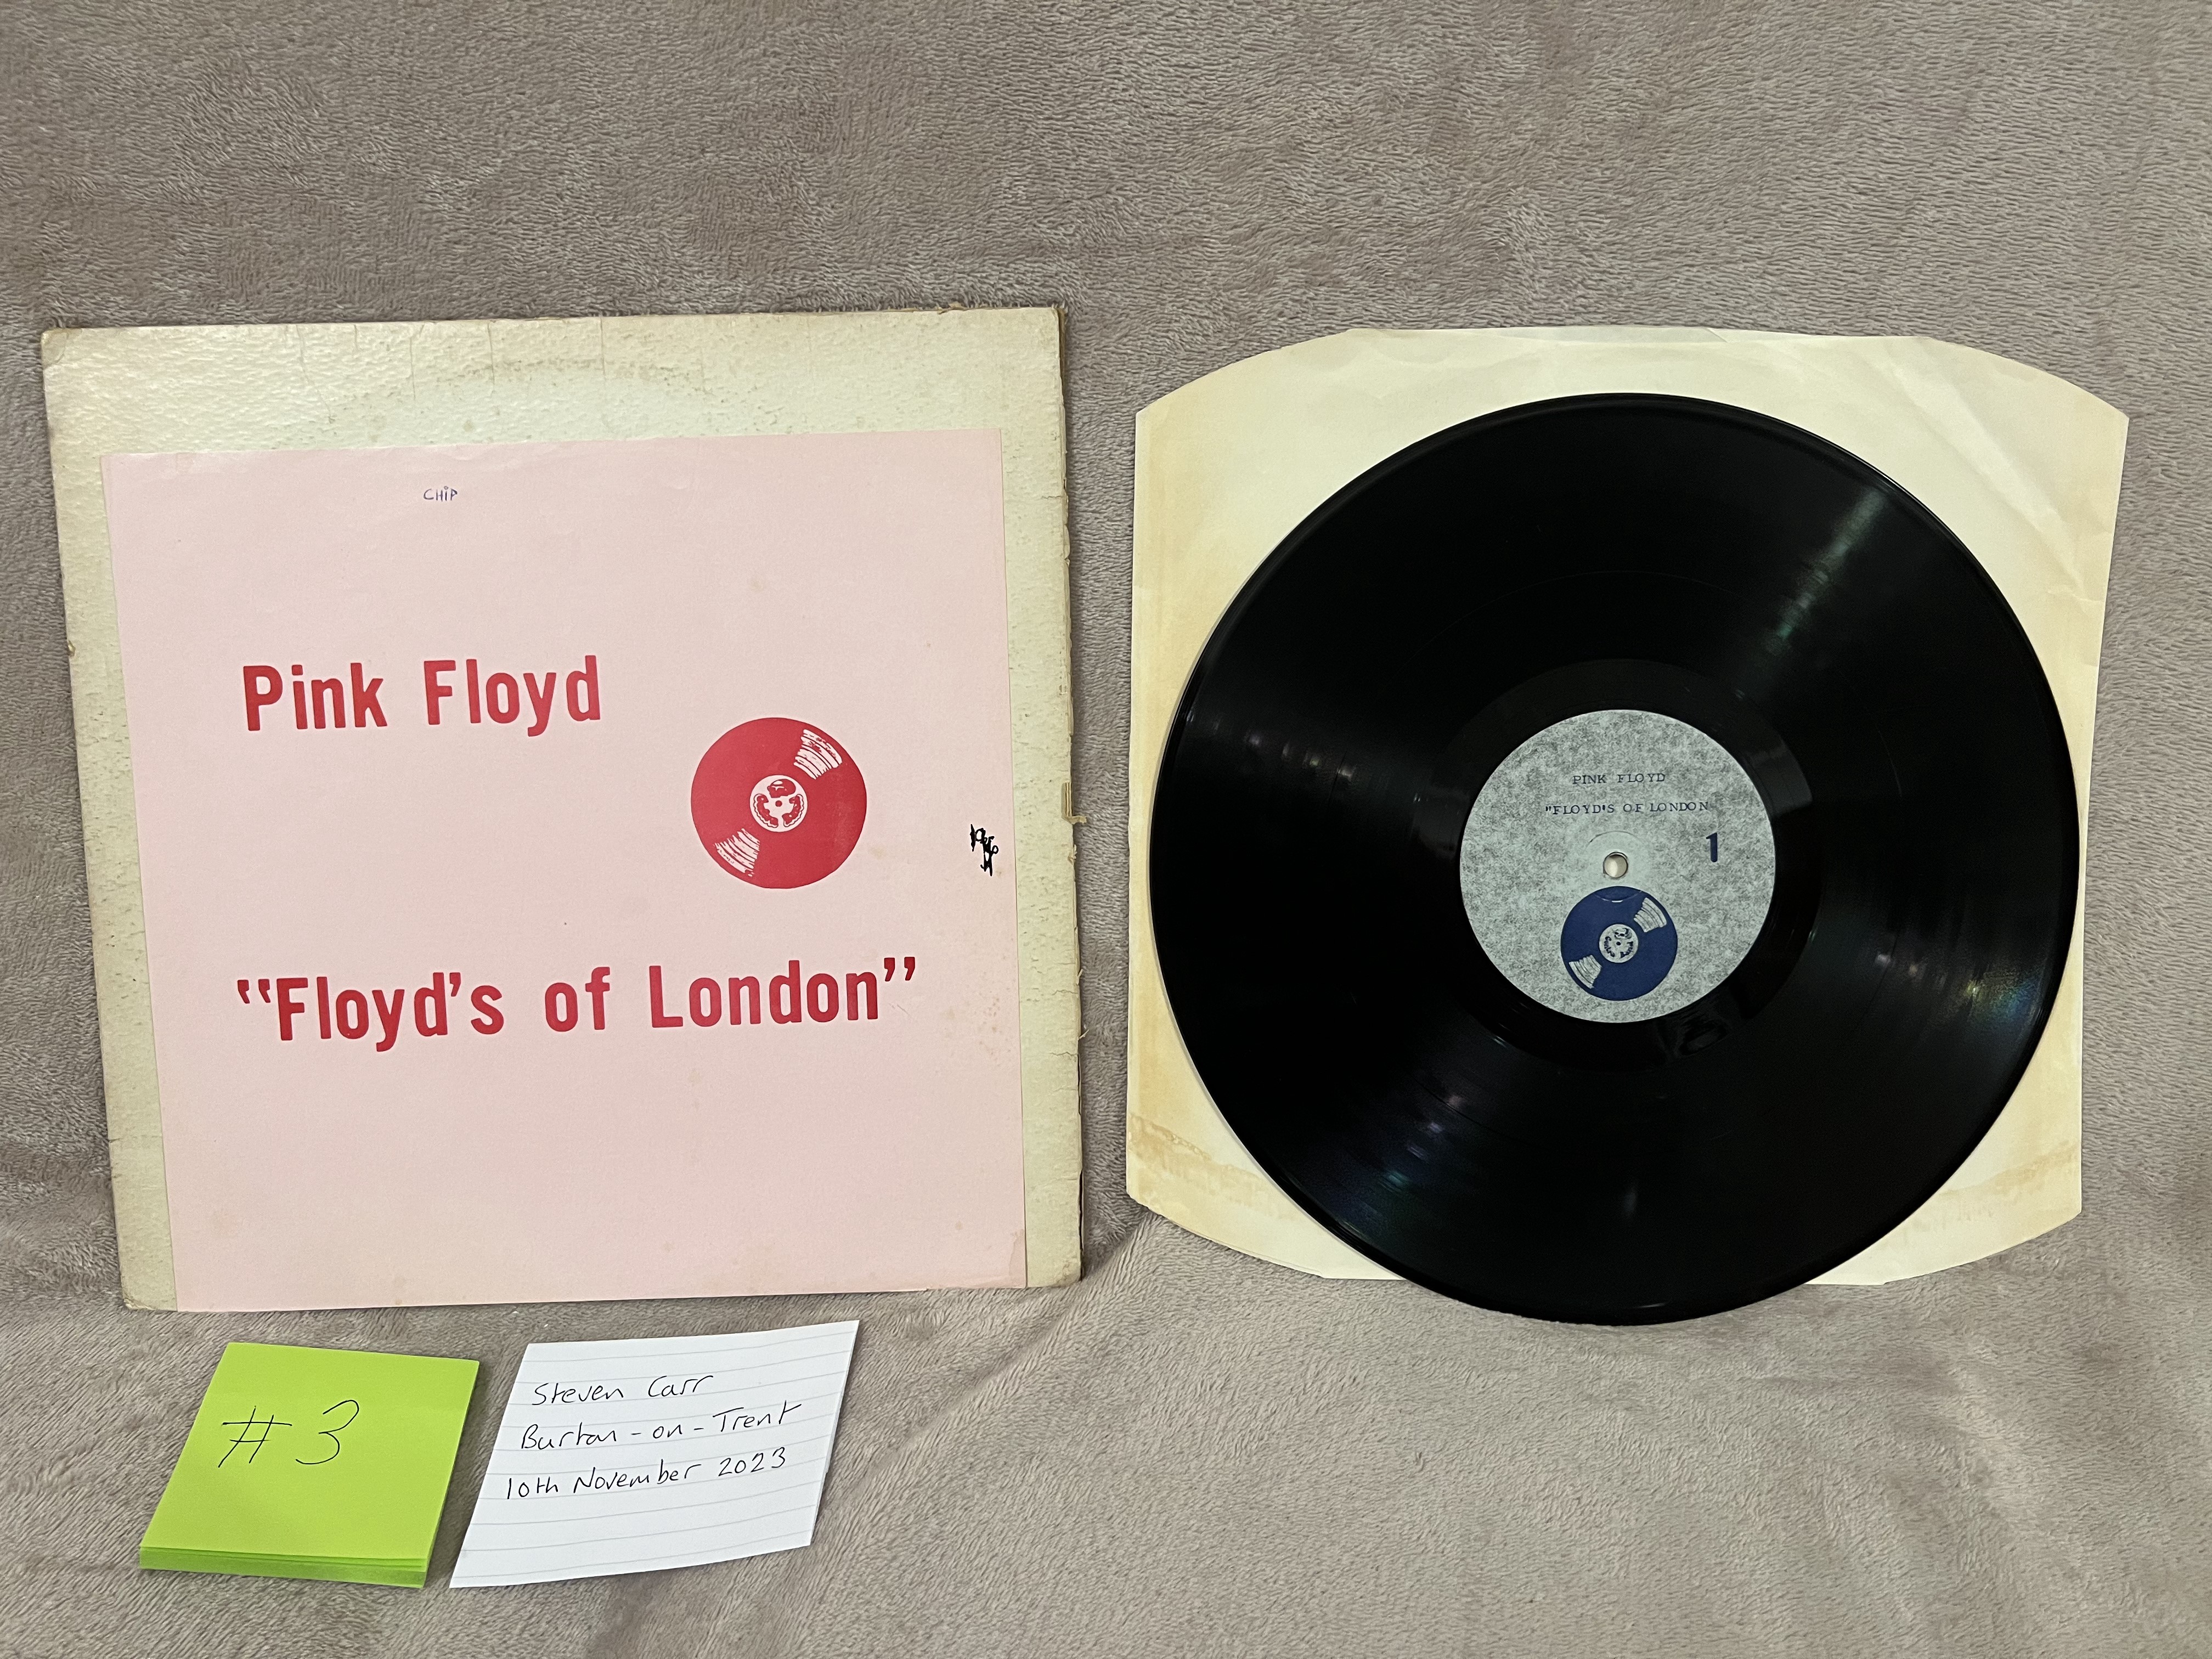 CHiP
Pink Floyd
"Floyd's of London"
PINK FLOYD
"FLOYD'S OF LONDON
1
# 3
Steven Carr
Burton-on-Trent
10th November 2023